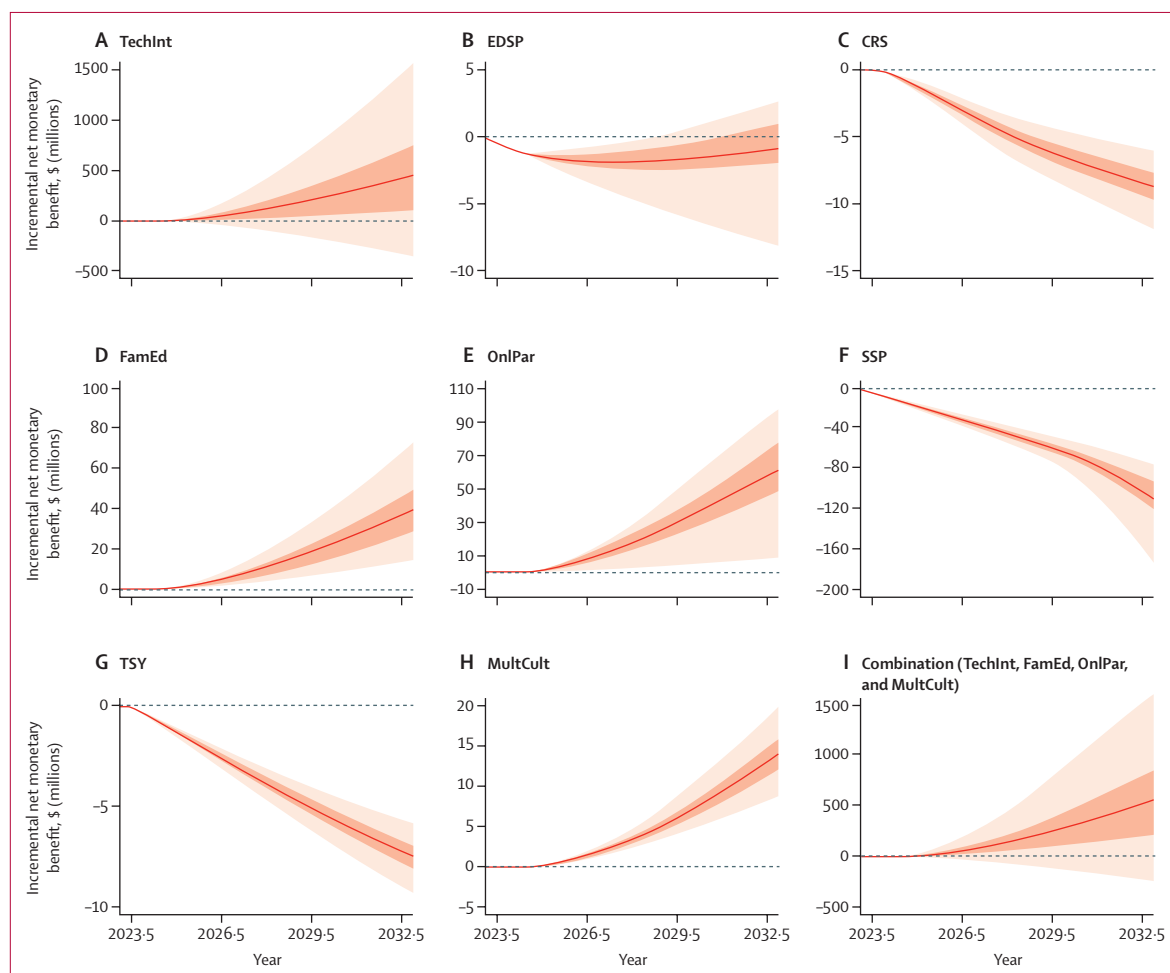 A TechInt
B EDSP
C CRS
Incremental net monetary
benefit, $ (millions)
1500
1000
500
0
–500
5
0
–5
–10
0
–5
–10
–15
D FamEd
E OnlPar
F SSP
Incremental net monetary
benefit, $ (millions)
100
80
60
40
20
0
110
90
70
50
30
10
–10
0
–40
–80
–120
–160
–200
G TSY
H MultCult
I Combination (TechInt, FamEd, OnlPar,
and MultCult)
Incremental net monetary
benefit, $ (millions)
0
–5
–10
20
15
10
5
0
–5
1500
1000
500
0
–500
2023·5 2026·5 2029·5 2032·5
2023·5 2026·5 2029·5 2032·5
2023·5 2026·5 2029·5 2032·5
Year
Year
Year